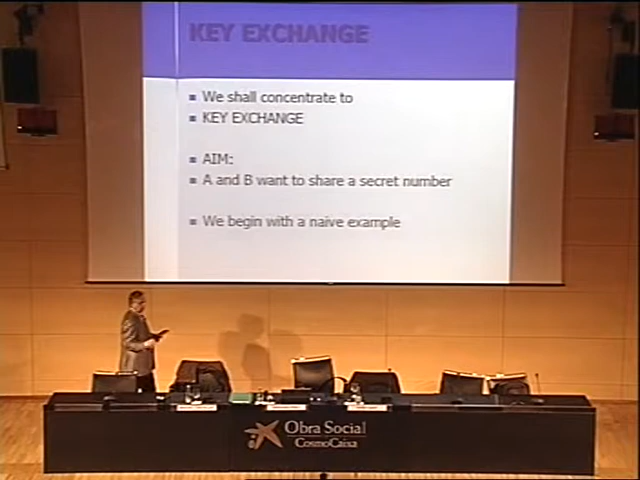 KEY EXCHANGE
We shall concentrate to
KEY EXCHANGE
AIM:
A and B want to share a secret number
We begin with a naïve example
Obra Social
CosmoCaixa